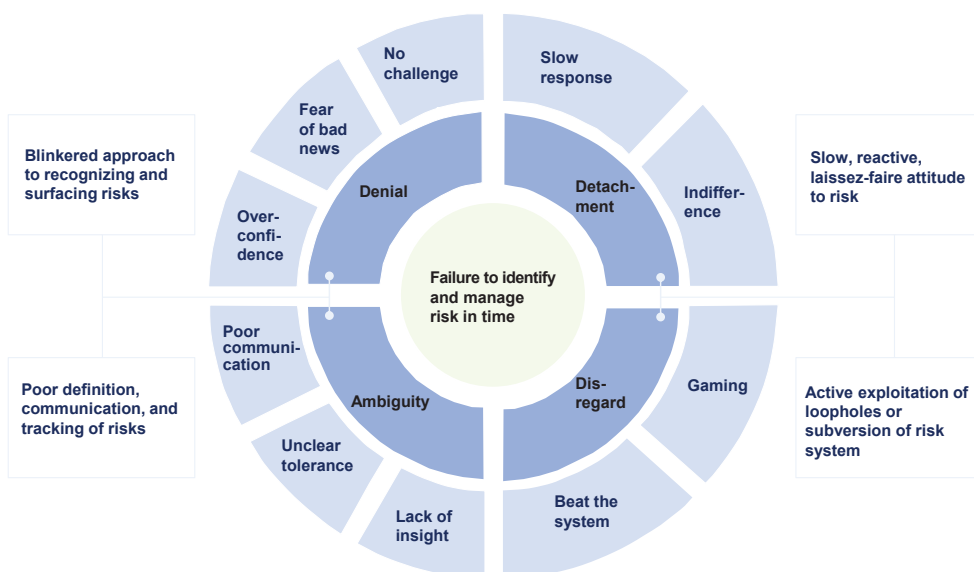 No
challenge
Slow
response
Fear
of bad
news
Blinkered approach
to recognizing and
surfacing risks
Denial
Detach-
ment
Slow, reactive,
laissez-faire attitude
to risk
Over-
confi-
dence
Indiffer-
ence
Failure to identify
and manage
risk in time
Poor
communi-
cation
Poor definition,
communication, and
tracking of risks
Ambiguity
Dis-
regard
Gaming
Active exploitation of
loopholes or
subversion of risk
system
Unclear
tolerance
Lack of
insight
Beat the
system